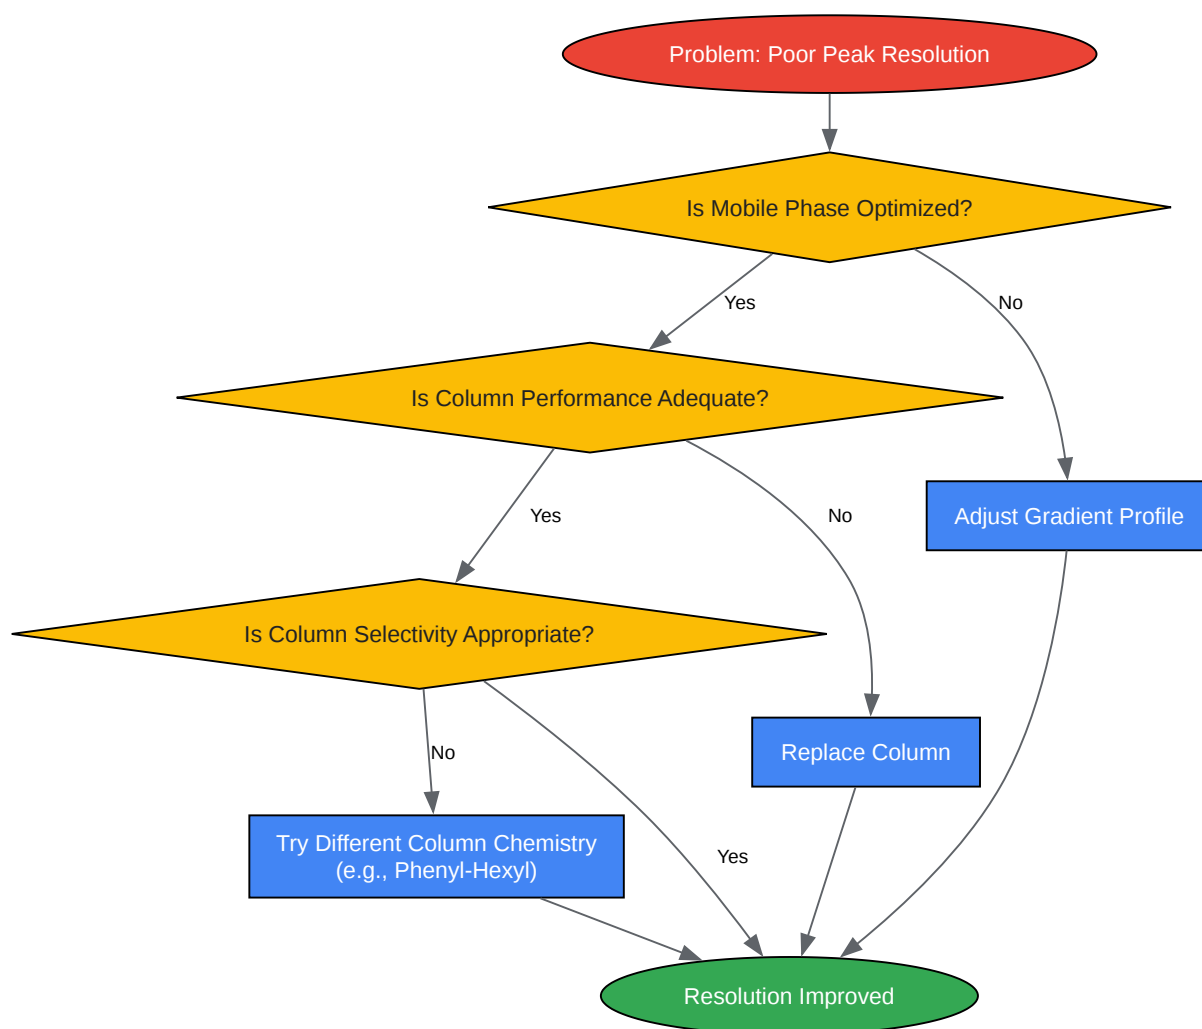 Problem: Poor Peak Resolution
Is Mobile Phase Optimized?
Yes
No
Is Column Performance Adequate?
Yes
No
Adjust Gradient Profile
Is Column Selectivity Appropriate?
No
Replace Column
Try Different Column Chemistry
(e.g., Phenyl-Hexyl)
Yes
Resolution Improved